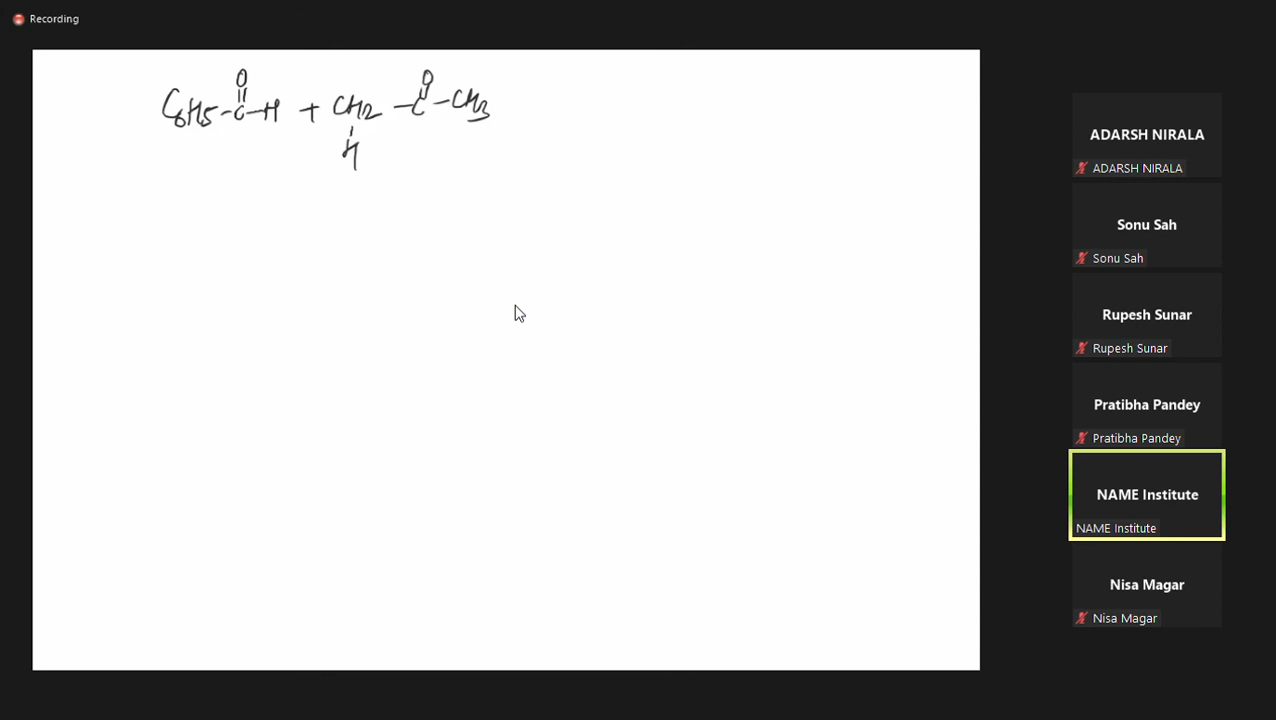 Recording
O O
C6H5-C-H + CH2-C-CH3
H
ADARSH NIRALA
ADARSH NIRALA
Sonu Sah
Sonu Sah
Rupesh Sunar
Rupesh Sunar
Pratibha Pandey
Pratibha Pandey
NAME Institute
NAME Institute
Nisa Magar
Nisa Magar